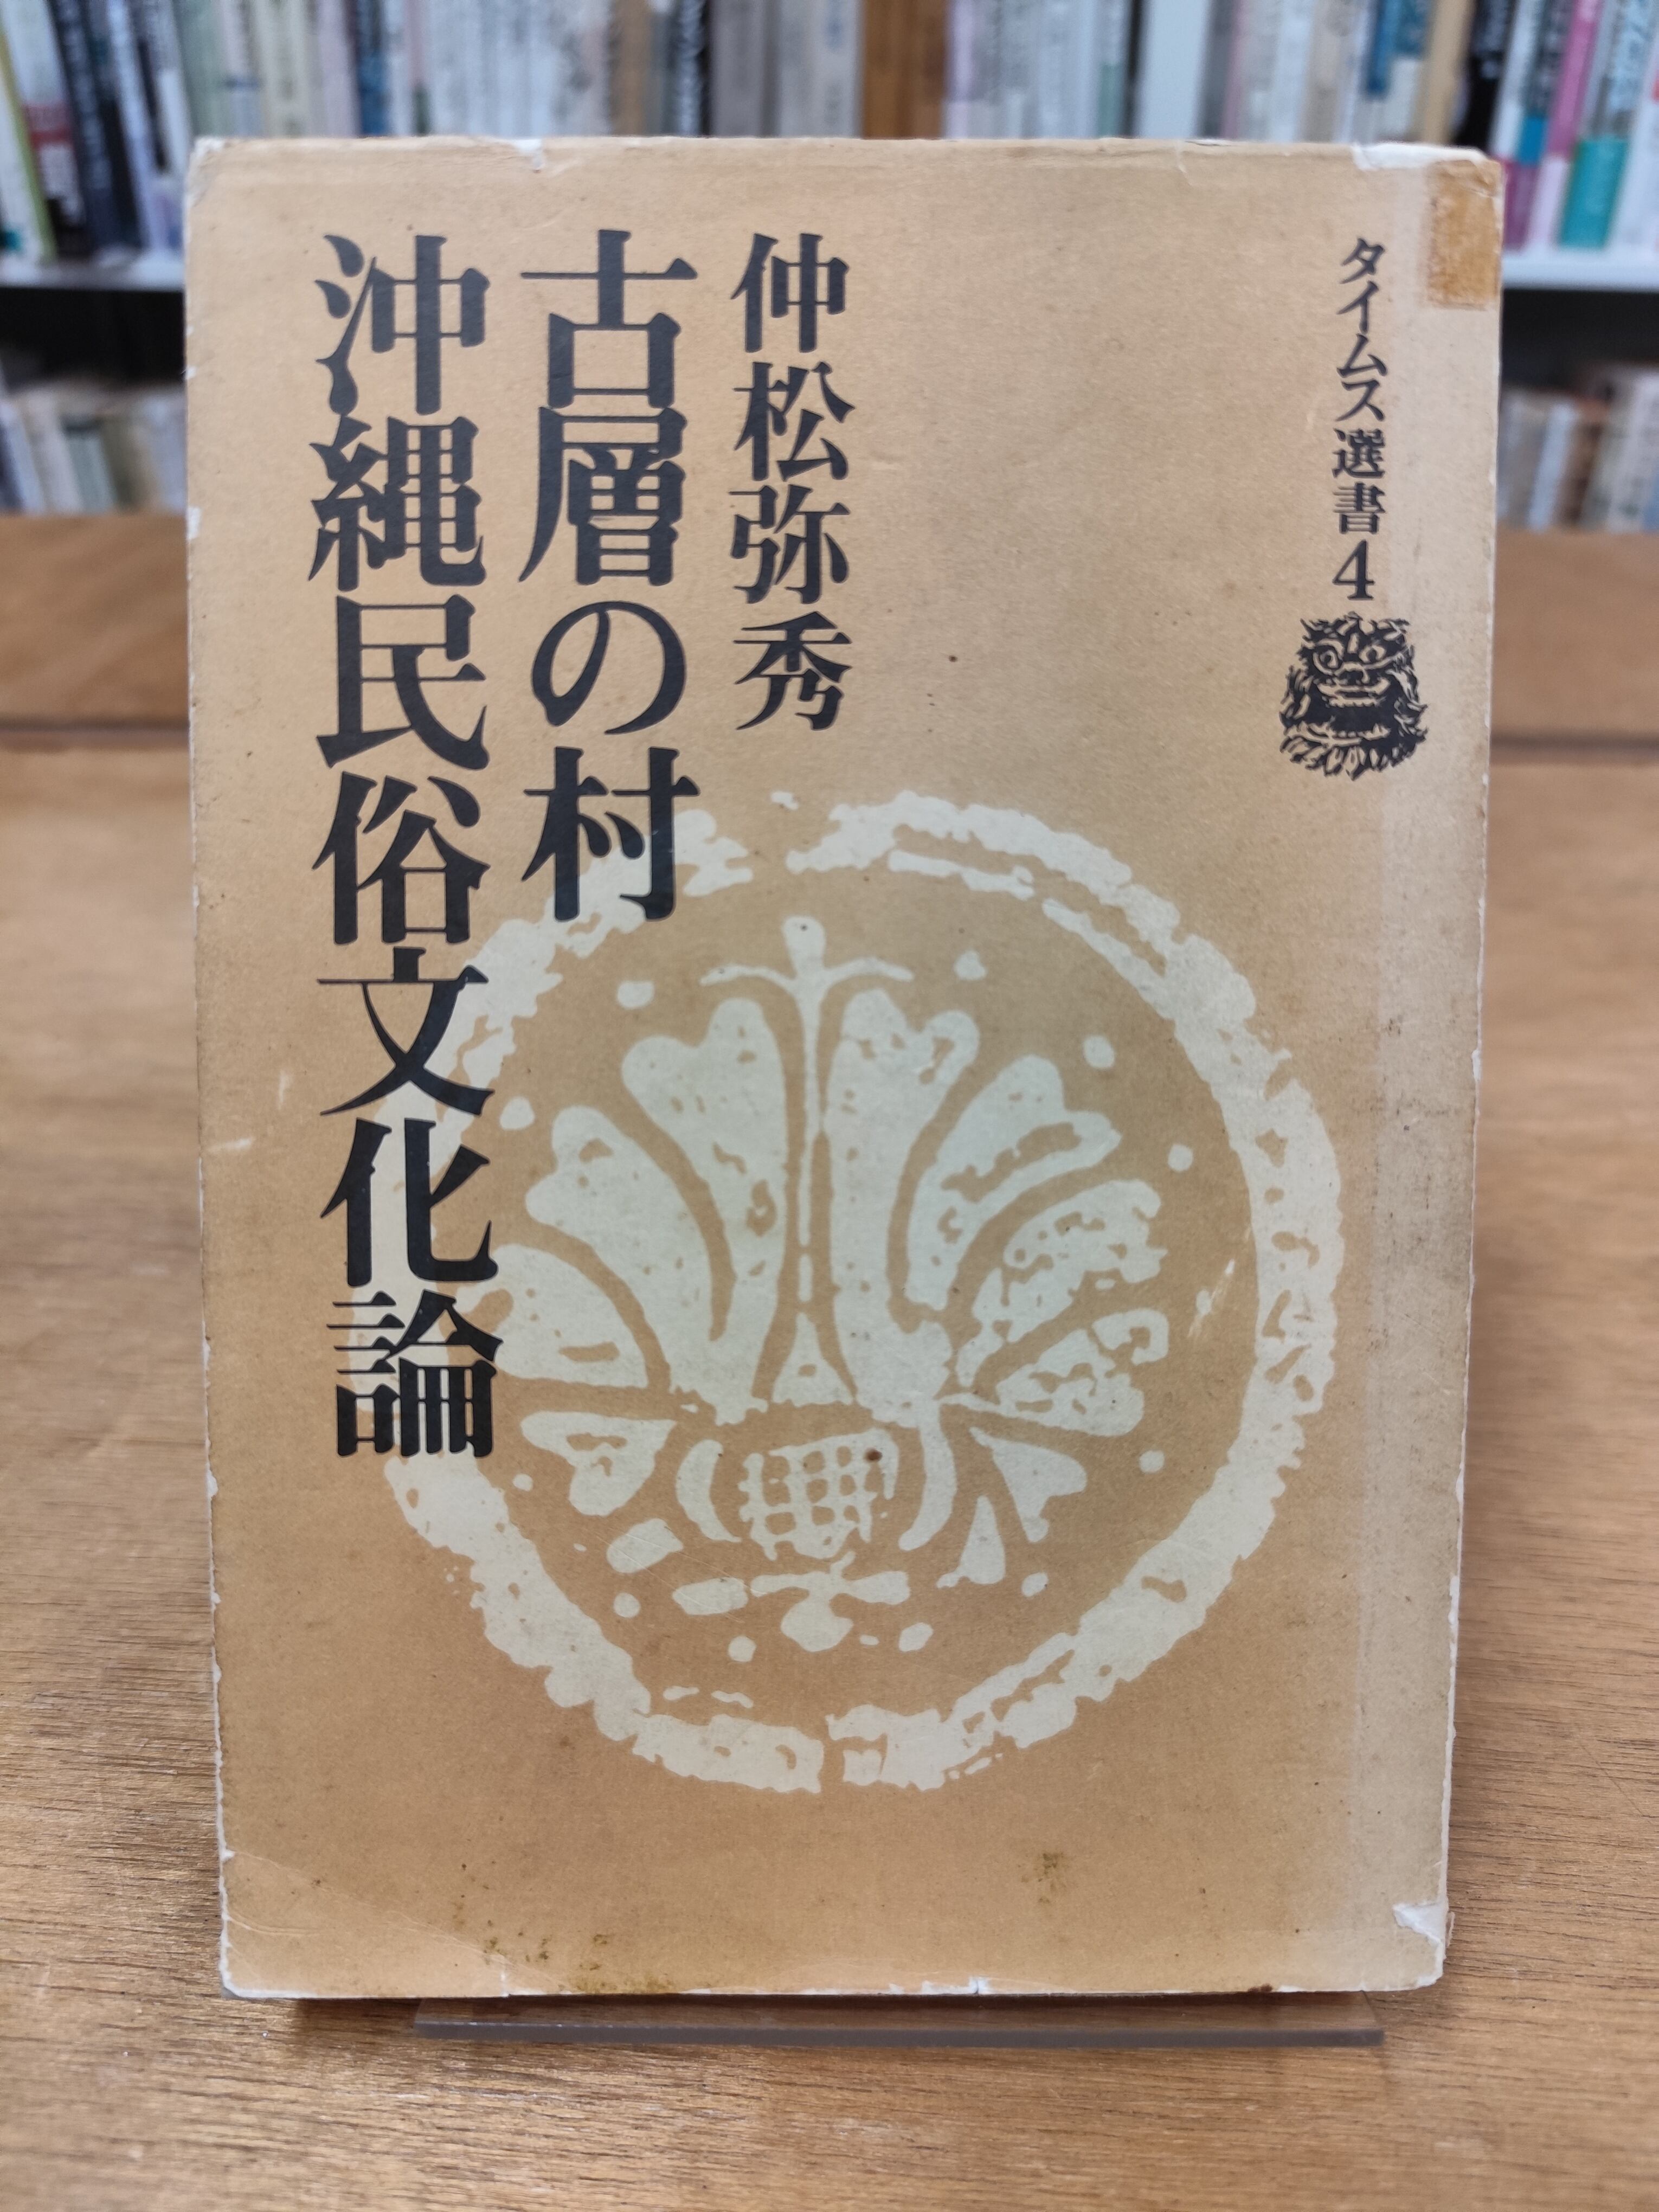 タイムス選書4
仲松弥秀
古層の村
沖縄民俗文化論